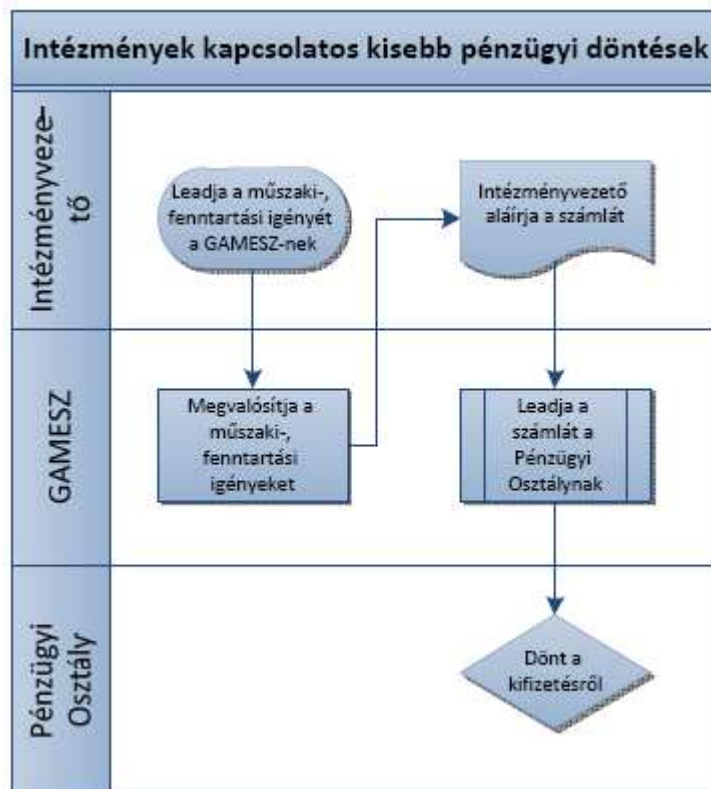 Intézmények kapcsolatos kisebb pénzügyi döntések
Intézményveze-
tő
Leadja a műszaki-,
fenntartási igényét
a GAMESZ-nek
Intézményvezető
aláírja a számlát
GAMESZ
Megvalósítja a
műszaki-,
fenntartási
igényeket
Leadja a
számlát a
Pénzügyi
Osztálynak
Pénzügyi
Osztály
Dönt a
kifizetésről